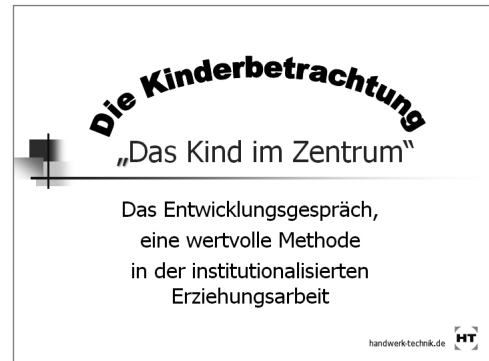 Die Kinderbetrachtung
„Das Kind im Zentrum“
Das Entwicklungsgespräch,
eine wertvolle Methode
in der institutionalisierten
Erziehungsarbeit
handwerk-technik.de HT